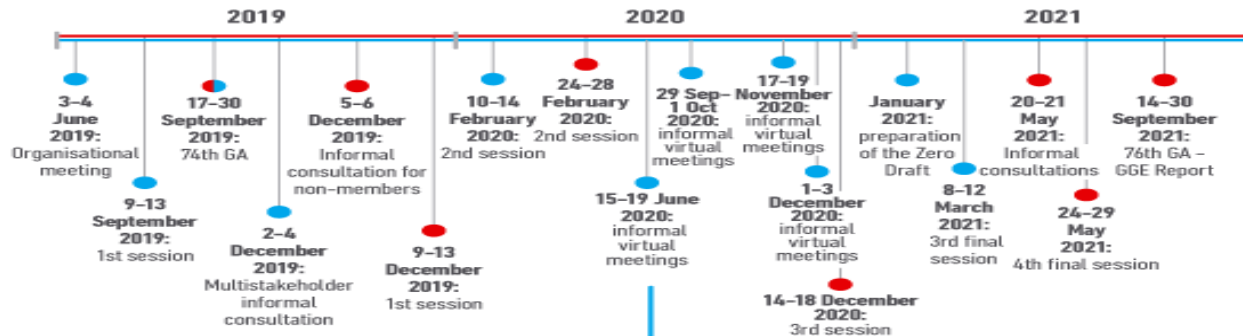 2019
2020
2021
3–4
June
2019:
Organisational
meeting
9–13
September
2019:
1st session
17–30
September
2019:
74th GA
2–4
December
2019:
Multistakeholder
informal
consultation
5–6
December
2019:
Informal
consultation for
non-members
9–13
December
2019:
1st session
10–14
February
2020:
2nd session
24–28
February
2020:
2nd session
15–19 June
2020:
informal
virtual
meetings
29 Sep–
1 Oct
2020:
informal
virtual
meetings
17–19
November
2020:
informal
virtual
meetings
1–3
December
2020:
informal
virtual
meetings
14–18 December
2020:
3rd session
January
2021:
preparation
of the Zero
Draft
8–12
March
2021:
3rd final
session
20–21
May
2021:
Informal
consultations
24–29
May
2021:
4th final session
14–30
September
2021:
76th GA –
GGE Report